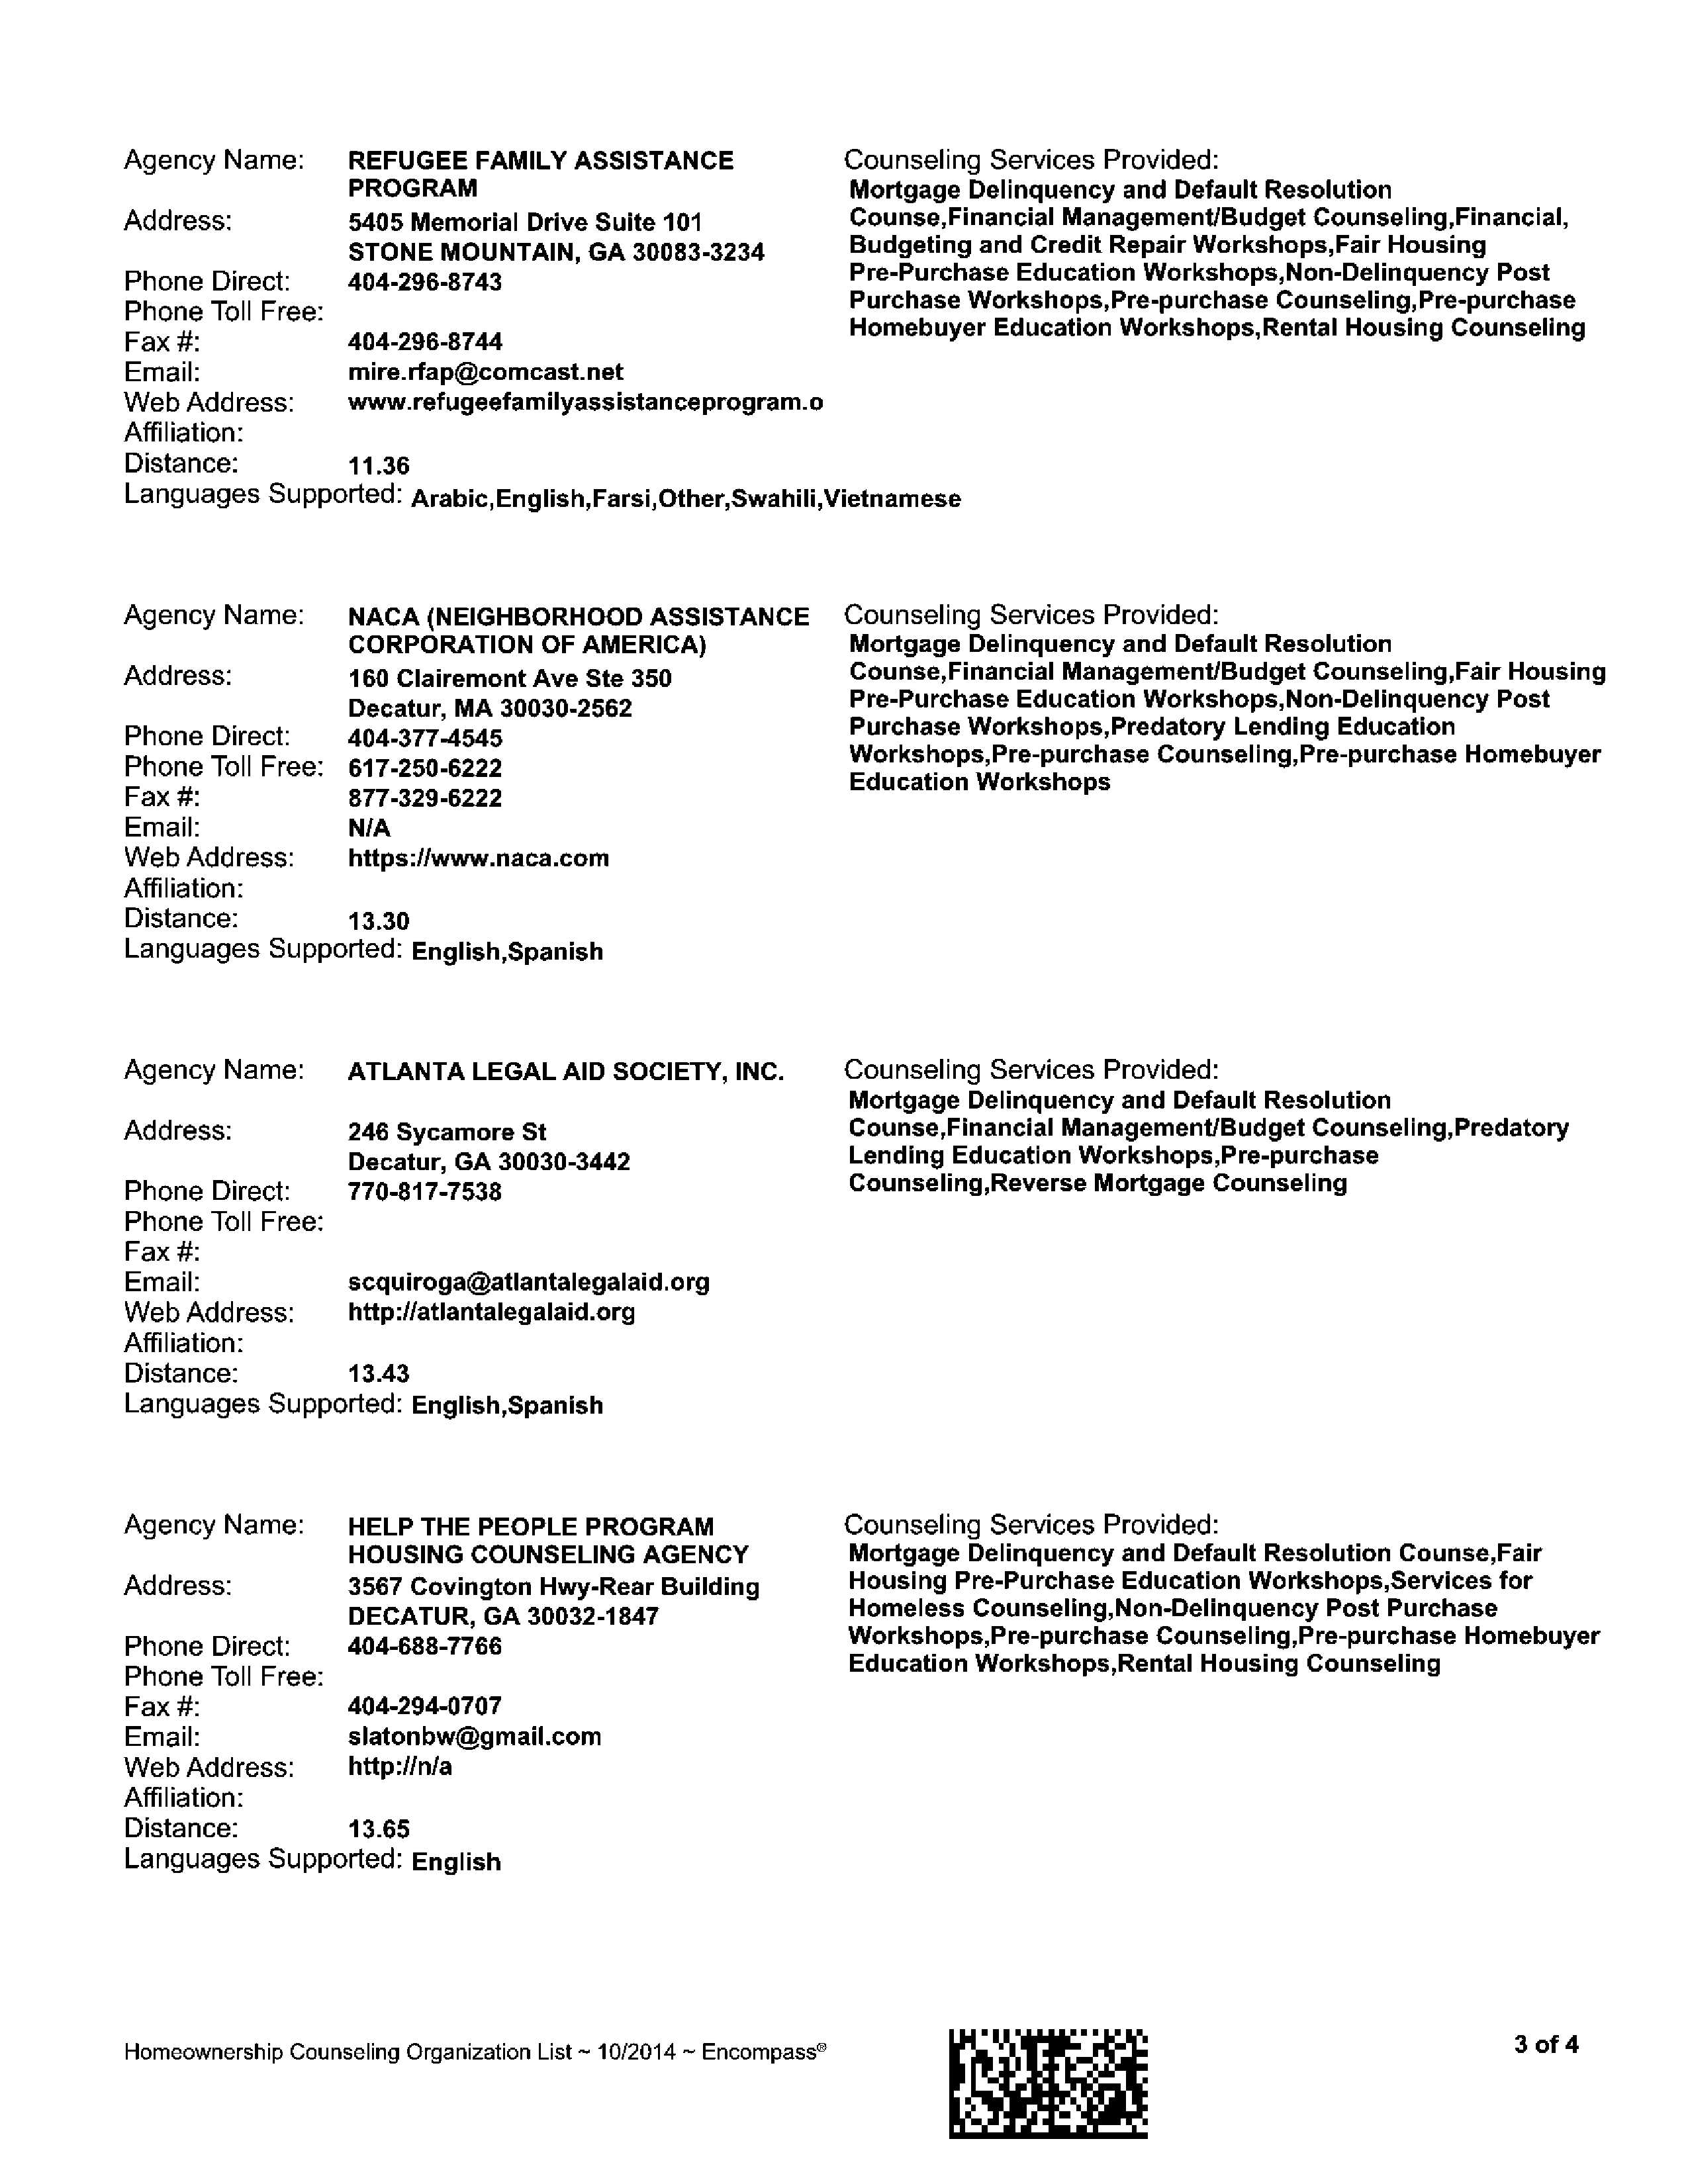 Agency Name: REFUGEE FAMILY ASSISTANCE
PROGRAM
Address: 5405 Memorial Drive Suite 101
STONE MOUNTAIN, GA 30083-3234
Phone Direct: 404-296-8743
Phone Toll Free:
Fax #: 404-296-8744
Email: mire.rfap@comcast.net
Web Address: www.refugeefamilyassistanceprogram.o
Affiliation:
Distance: 11.36
Languages Supported: Arabic,English,Farsi,Other,Swahili,Vietnamese
Counseling Services Provided:
Mortgage Delinquency and Default Resolution
Counse,Financial Management/Budget Counseling,Financial,
Budgeting and Credit Repair Workshops,Fair Housing
Pre-Purchase Education Workshops,Non-Delinquency Post
Purchase Workshops,Pre-purchase Counseling,Pre-purchase
Homebuyer Education Workshops,Rental Housing Counseling
Agency Name: NACA (NEIGHBORHOOD ASSISTANCE
CORPORATION OF AMERICA)
Address: 160 Clairemont Ave Ste 350
Decatur, MA 30030-2562
Phone Direct: 404-377-4545
Phone Toll Free: 617-250-6222
Fax #: 877-329-6222
Email: N/A
Web Address: https://www.naca.com
Affiliation:
Distance: 13.30
Languages Supported: English,Spanish
Counseling Services Provided:
Mortgage Delinquency and Default Resolution
Counse,Financial Management/Budget Counseling,Fair Housing
Pre-Purchase Education Workshops,Non-Delinquency Post
Purchase Workshops,Predatory Lending Education
Workshops,Pre-purchase Counseling,Pre-purchase Homebuyer
Education Workshops
Agency Name: ATLANTA LEGAL AID SOCIETY, INC.
Address: 246 Sycamore St
Decatur, GA 30030-3442
Phone Direct: 770-817-7538
Phone Toll Free:
Fax #:
Email: scquiroga@atlantalegalaid.org
Web Address: http://atlantalegalaid.org
Affiliation:
Distance: 13.43
Languages Supported: English,Spanish
Counseling Services Provided:
Mortgage Delinquency and Default Resolution
Counse,Financial Management/Budget Counseling,Predatory
Lending Education Workshops,Pre-purchase
Counseling,Reverse Mortgage Counseling
Agency Name: HELP THE PEOPLE PROGRAM
HOUSING COUNSELING AGENCY
Address: 3567 Covington Hwy-Rear Building
DECATUR, GA 30032-1847
Phone Direct: 404-688-7766
Phone Toll Free:
Fax #: 404-294-0707
Email: slatonbw@gmail.com
Web Address: http://n/a
Affiliation:
Distance: 13.65
Languages Supported: English
Counseling Services Provided:
Mortgage Delinquency and Default Resolution Counse,Fair
Housing Pre-Purchase Education Workshops,Services for
Homeless Counseling,Non-Delinquency Post Purchase
Workshops,Pre-purchase Counseling,Pre-purchase Homebuyer
Education Workshops,Rental Housing Counseling
Homeownership Counseling Organization List ~ 10/2014 ~ Encompass®
3 of 4